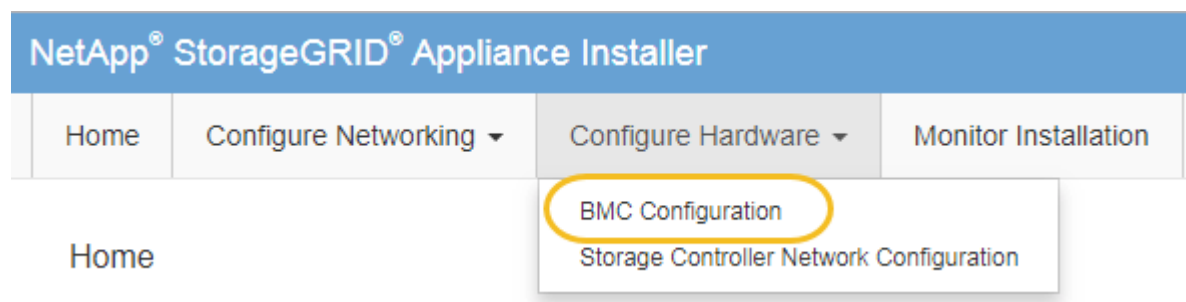 NetApp® StorageGRID® Appliance Installer
Home Configure Networking Configure Hardware Monitor Installation
BMC Configuration
Home
Storage Controller Network Configuration